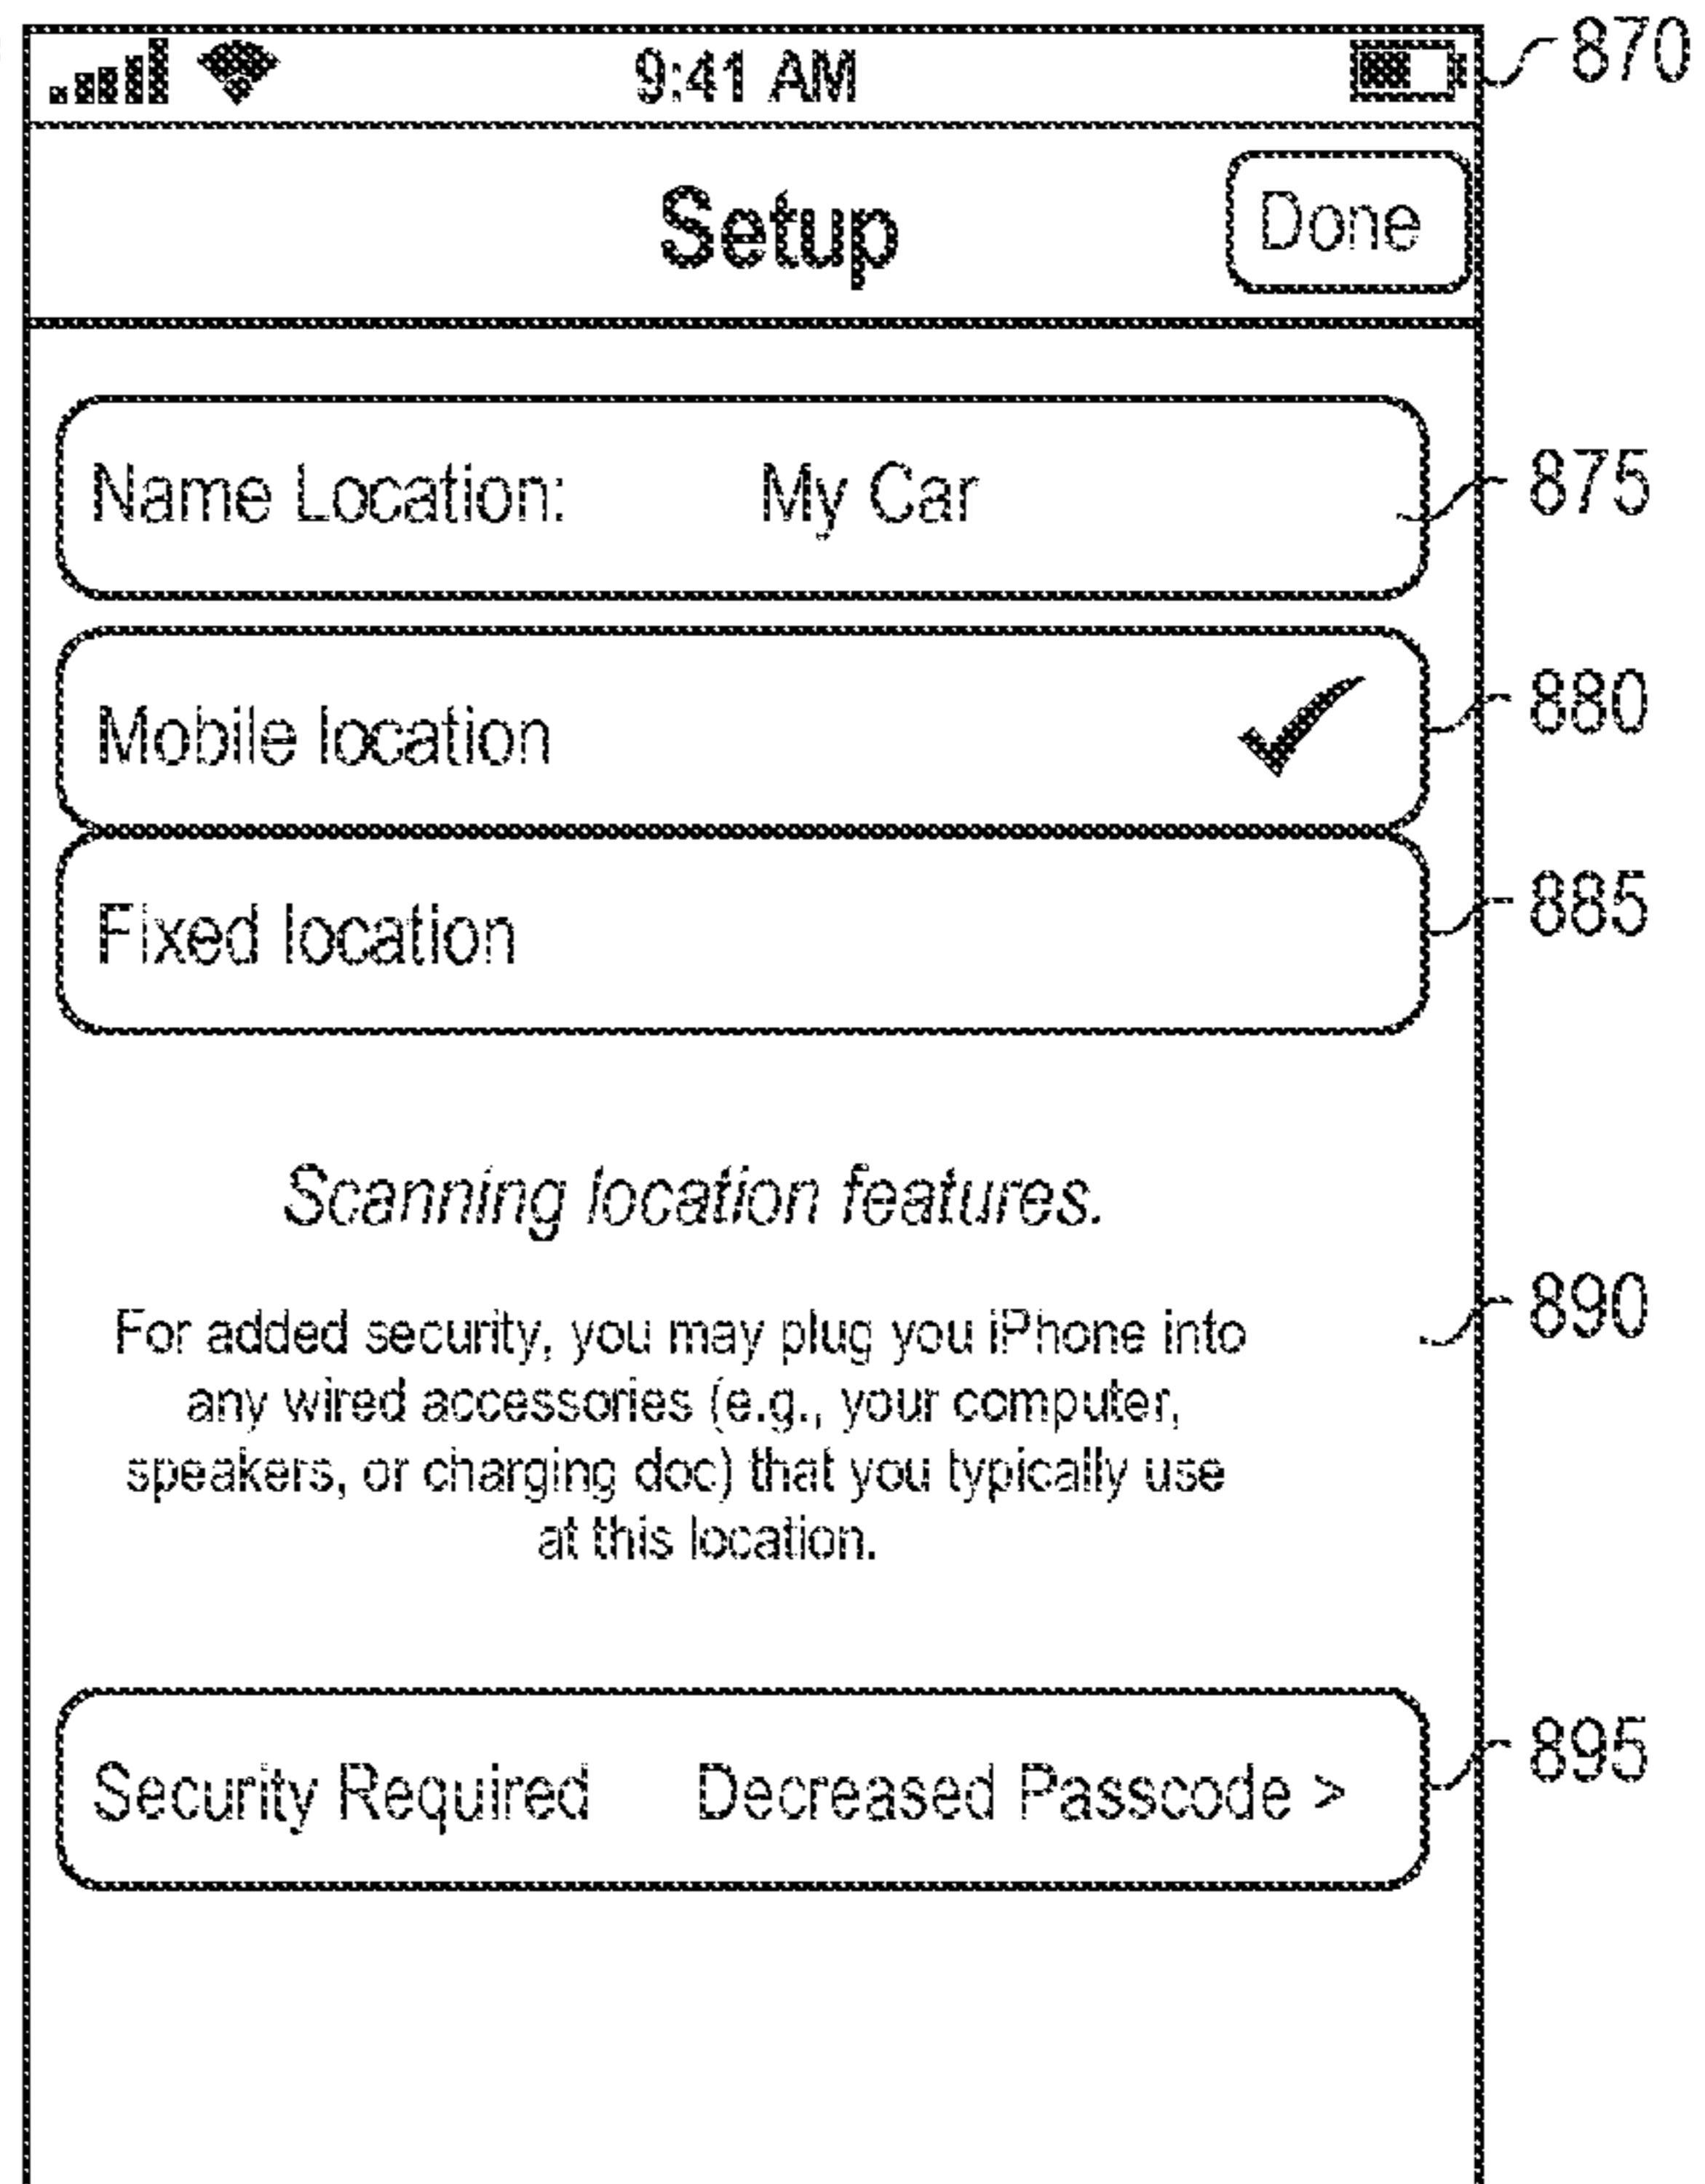 9:41 AM
870
Setup
Done
Name Location: My Car
875
Mobile location
880
Fixed location
885
Scanning location features.
For added security, you may plug you iPhone into
any wired accessories (e.g., your computer,
speakers, or charging doc) that you typically use
at this location.
890
Security Required Decreased Passcode >
895